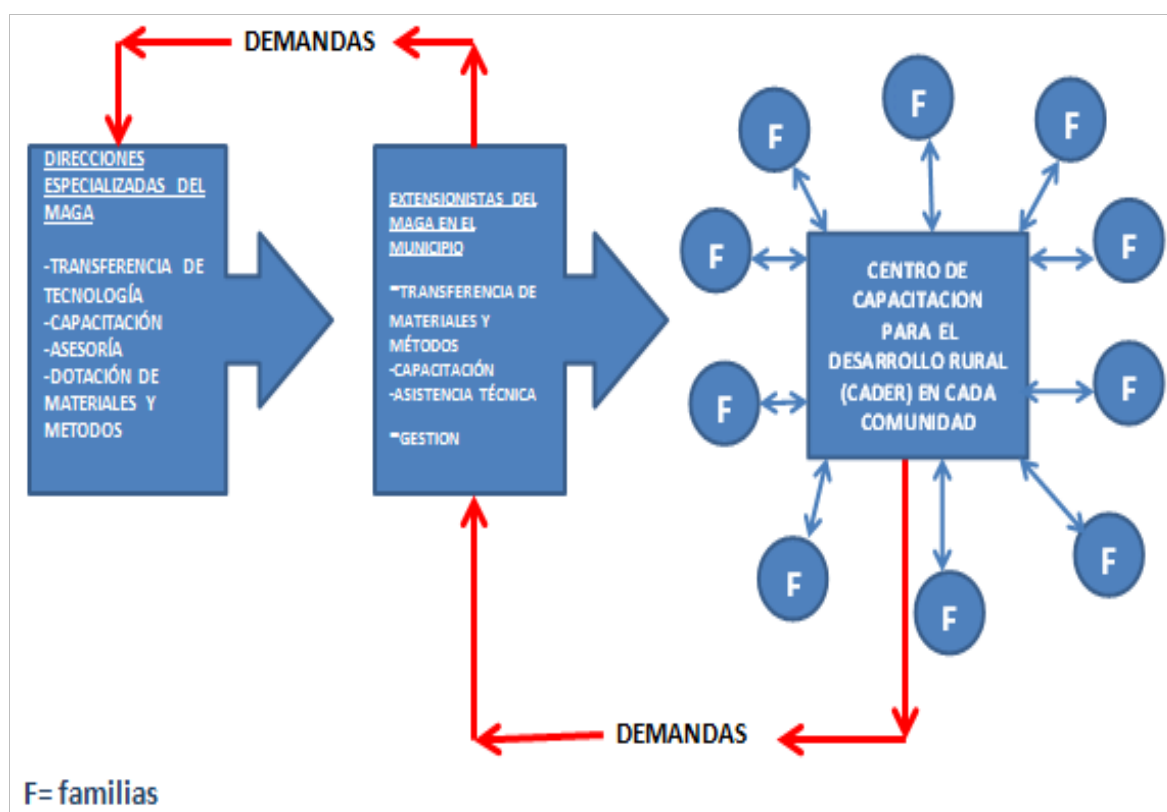 DEMANDAS
DIRECCIONES
ESPECIALIZADAS DEL
MAGA
-TRANSFERENCIA DE
TECNOLOGÍA
-CAPACITACIÓN
-ASESORÍA
-DOTACIÓN DE
MATERIALES Y
METODOS
EXTENSIONISTAS DEL
MAGA EN EL
MUNICIPIO
-TRANSFERENCIA DE
MATERIALES Y
MÉTODOS
-CAPACITACIÓN
-ASISTENCIA TÉCNICA
-GESTION
F
F
F
F
F
F
F
F
F
F
CENTRO DE
CAPACITACION
PARA EL
DESARROLLO RURAL
(CADER) EN CADA
COMUNIDAD
DEMANDAS
F= familias